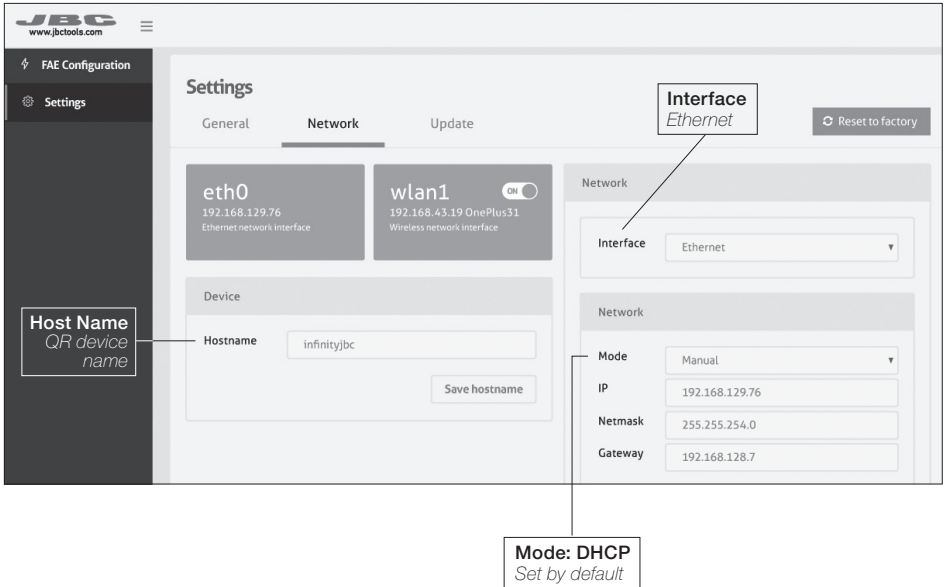 JBC
www.jbctools.com
FAE Configuration
Settings
Settings
General Network Update
Reset to factory
Interface
Ethernet
eth0
192.168.129.76
Ethernet network interface
wlan1 ON
192.168.43.19 OnePlus31
Wireless network interface
Network
Interface Ethernet
Device
Hostname infinityjbc
Save hostname
Host Name
QR device
name
Network
Mode Manual
IP 192.168.129.76
Netmask 255.255.254.0
Gateway 192.168.128.7
Mode: DHCP
Set by default